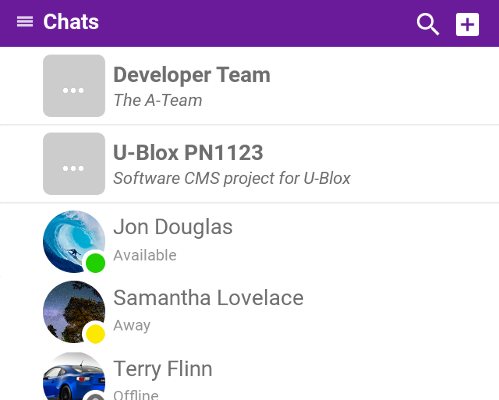 Chats
Developer Team
The A-Team
U-Blox PN1123
Software CMS project for U-Blox
Jon Douglas
Available
Samantha Lovelace
Away
Terry Flinn
Offline